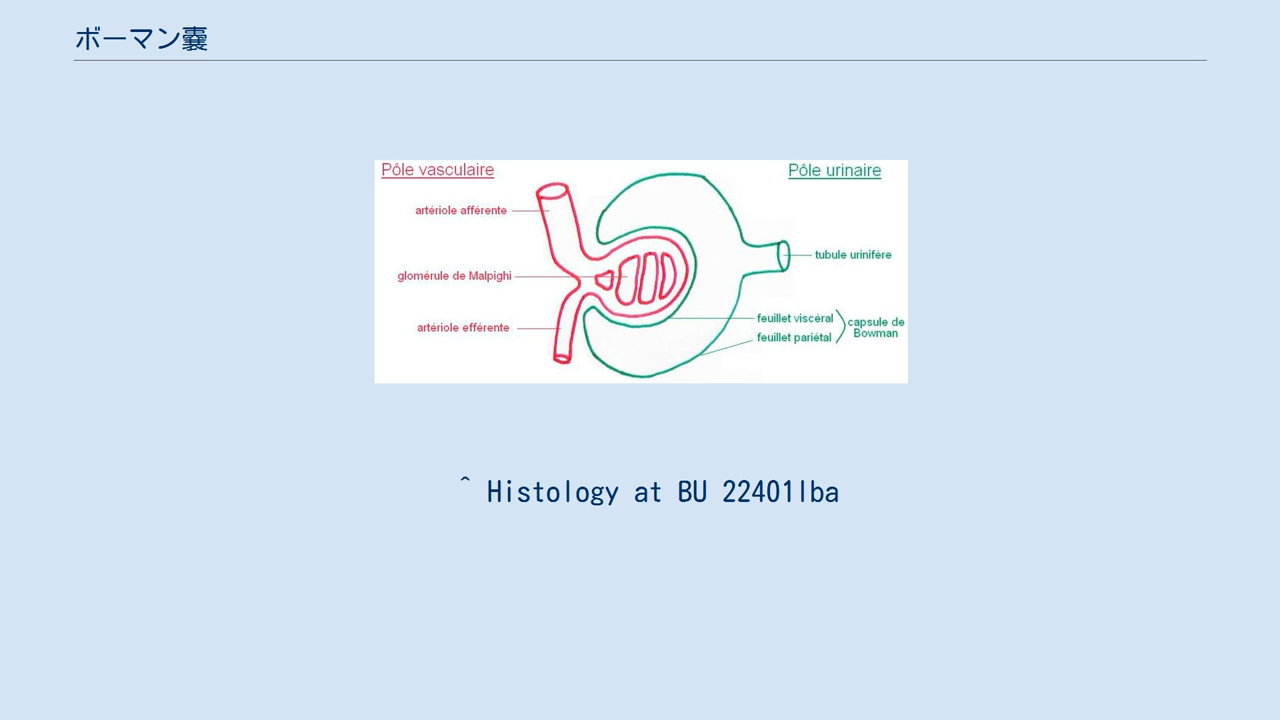 ボーマン嚢
Pôle vasculaire
Pôle urinaire
artériole afférente
tubule urinifère
glomérule de Malpighi
artériole efférente
feuillet viscéral
feuillet pariétal
capsule de
Bowman
^ Histology at BU 22401lba